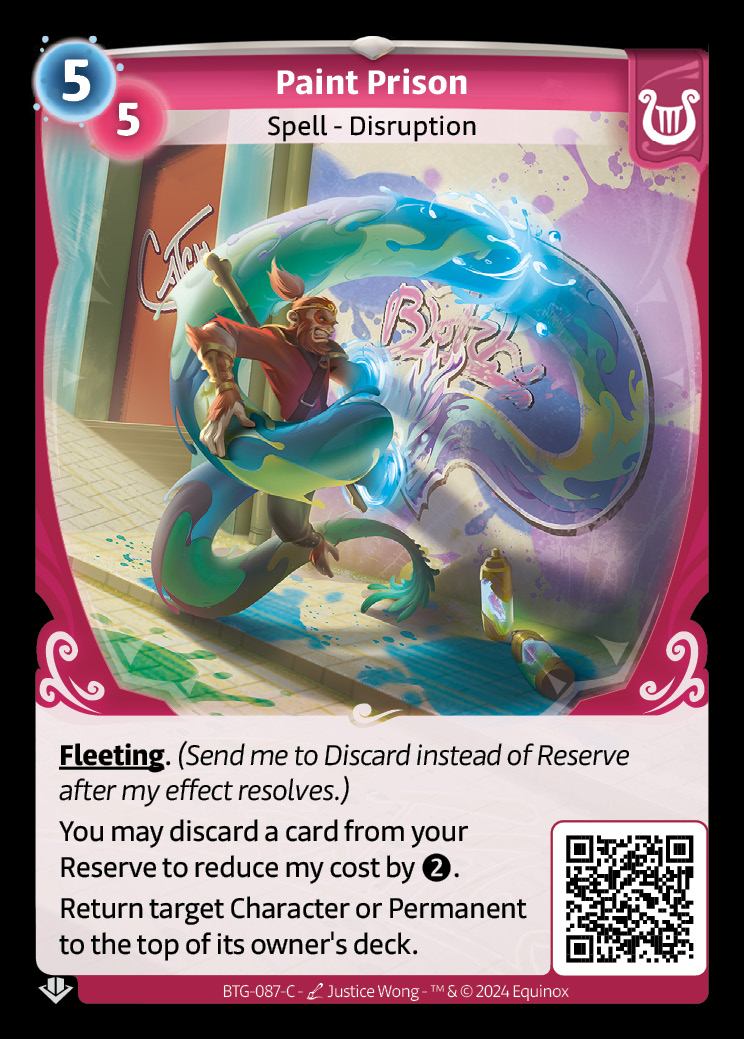 5
Paint Prison
5
Spell - Disruption
Catch
Blotch
Fleeting. (Send me to Discard instead of Reserve
after my effect resolves.)
You may discard a card from your
Reserve to reduce my cost by 2.
Return target Character or Permanent
to the top of its owner's deck.
BTG-087-C - Justice Wong - ™ & © 2024 Equinox